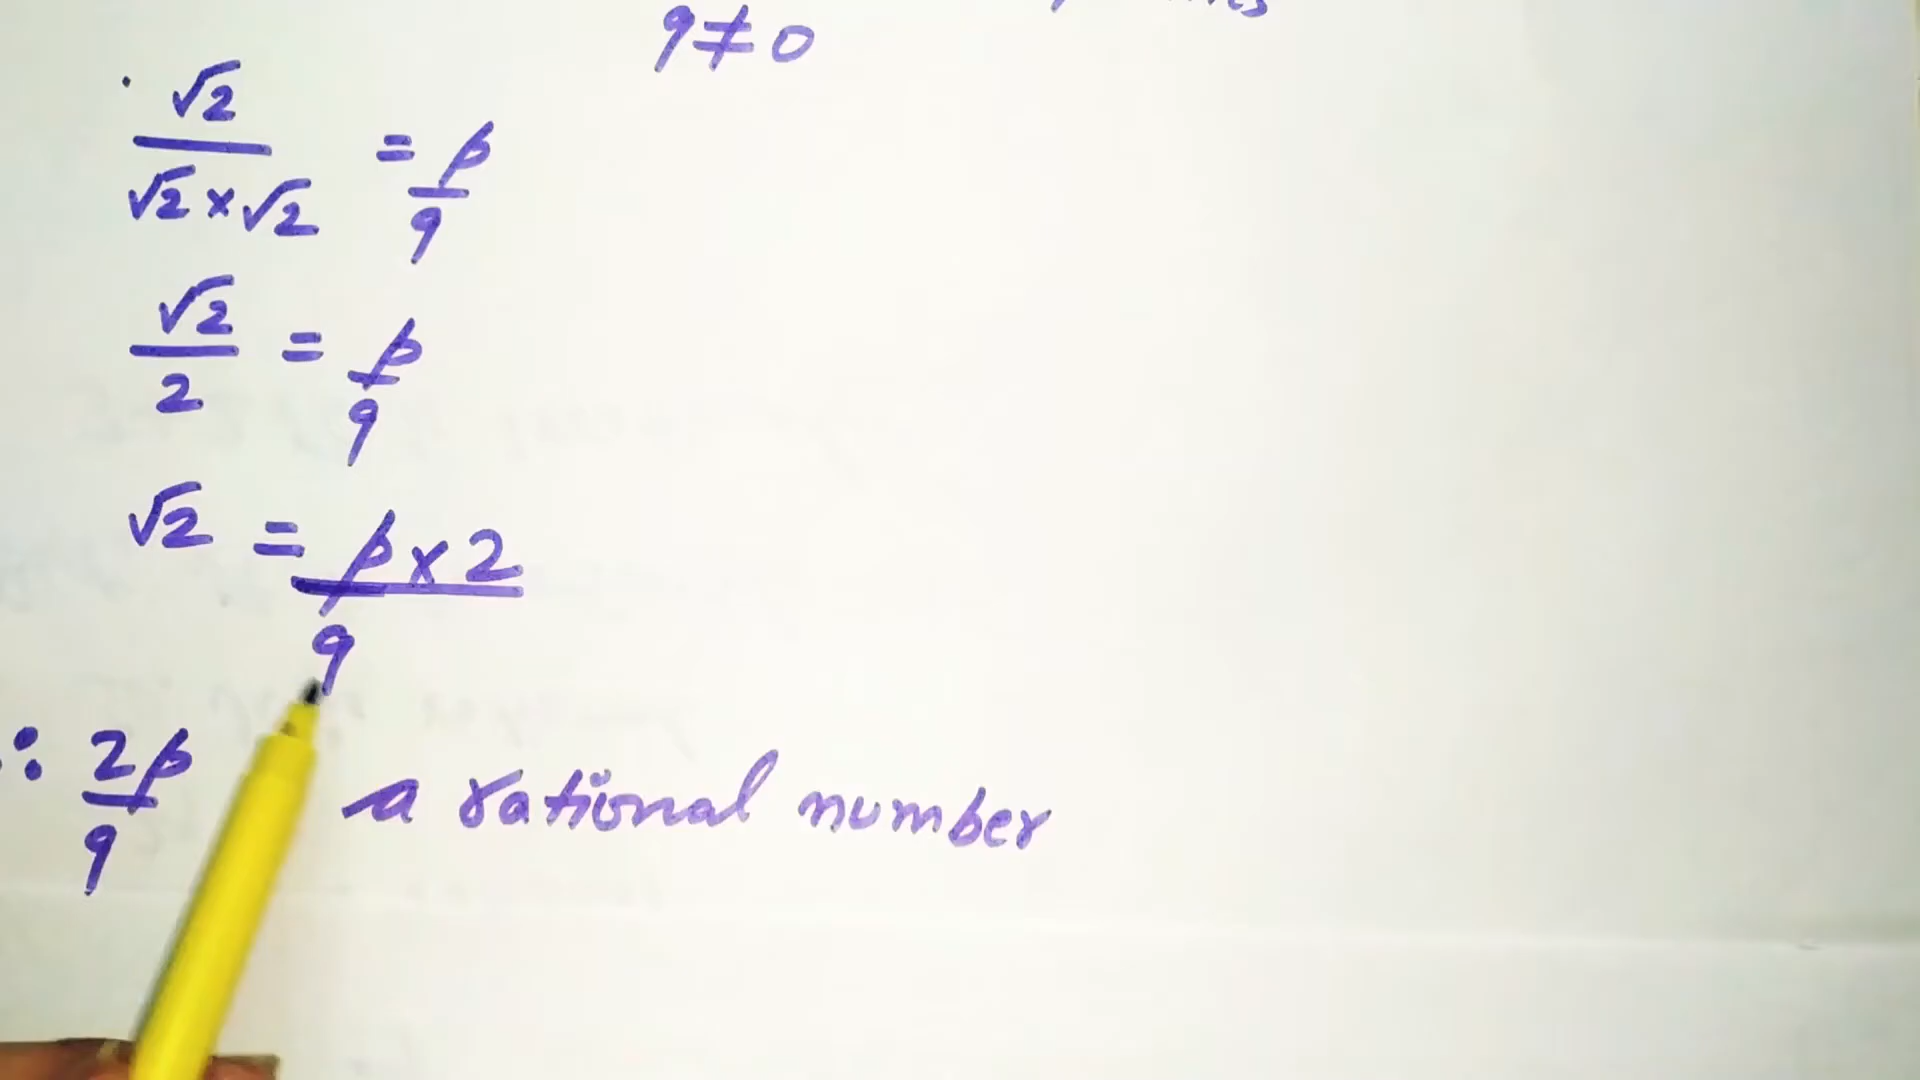 q ≠ 0
√2 / √2 × √2 = p / q
√2 / 2 = p / q
√2 = p × 2 / q
∴ 2p / q a rational number